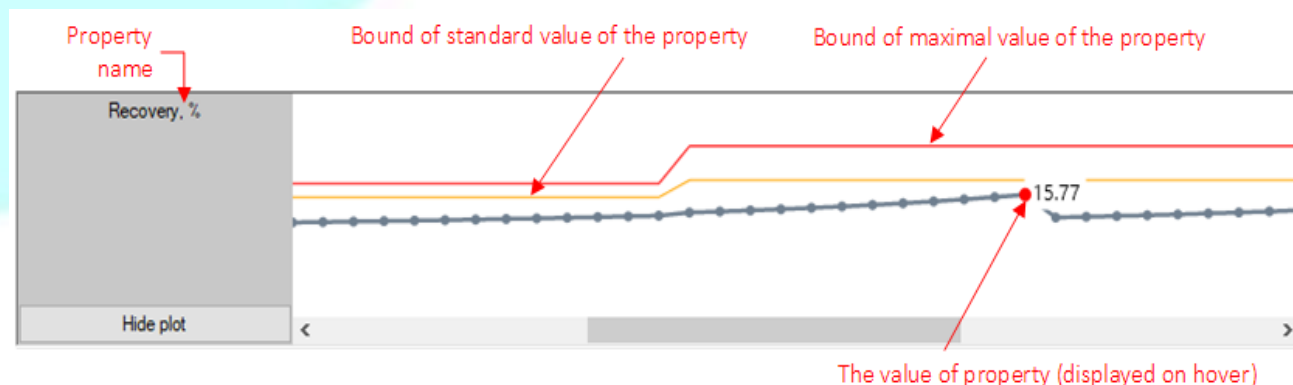 Property
name
Bound of standard value of the property
Bound of maximal value of the property
Recovery, %
15.77
Hide plot
The value of property (displayed on hover)